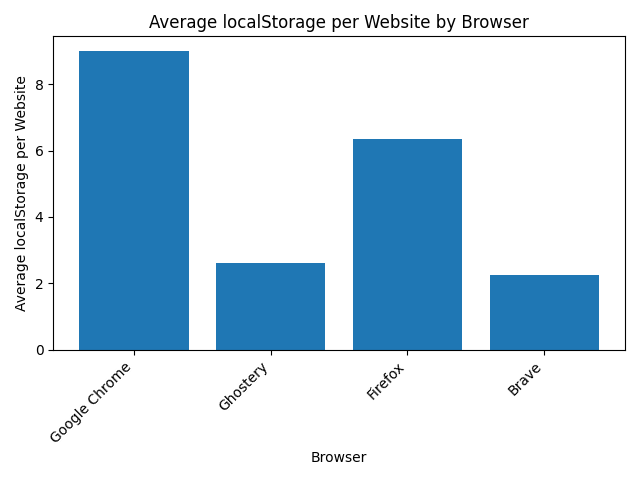 Average localStorage per Website by Browser
Average localStorage per Website
8
6
4
2
0
Google Chrome
Ghostery
Firefox
Brave
Browser